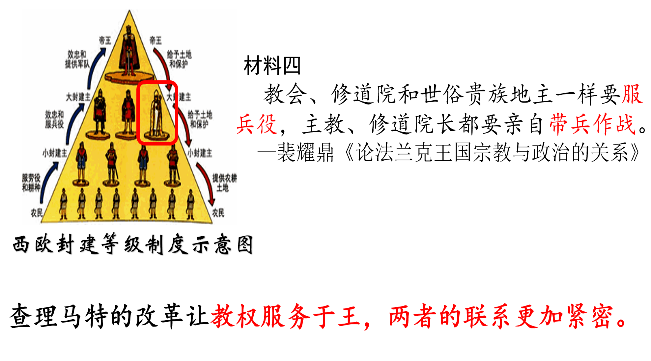 帝王
帝王
效忠和
提供军队
给予土地
和保护
大封建主
大封建主
效忠和
服兵役
给予土地
和保护
小封建主
小封建主
服劳役
和耕种
提供农耕
土地
农民
农民
西欧封建等级制度示意图
材料四
教会、修道院和世俗贵族地主一样要服
兵役，主教、修道院长都要亲自带兵作战。
—裴耀鼎《论法兰克王国宗教与政治的关系》
查理马特的改革让教权服务于王，两者的联系更加紧密。